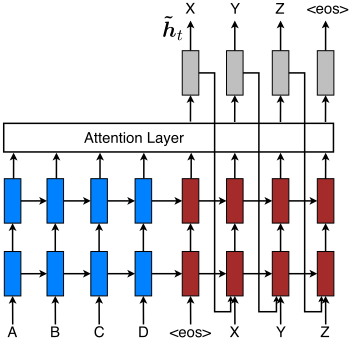 X Y Z <eos>
h̃t
Attention Layer
A B C D <eos> X Y Z